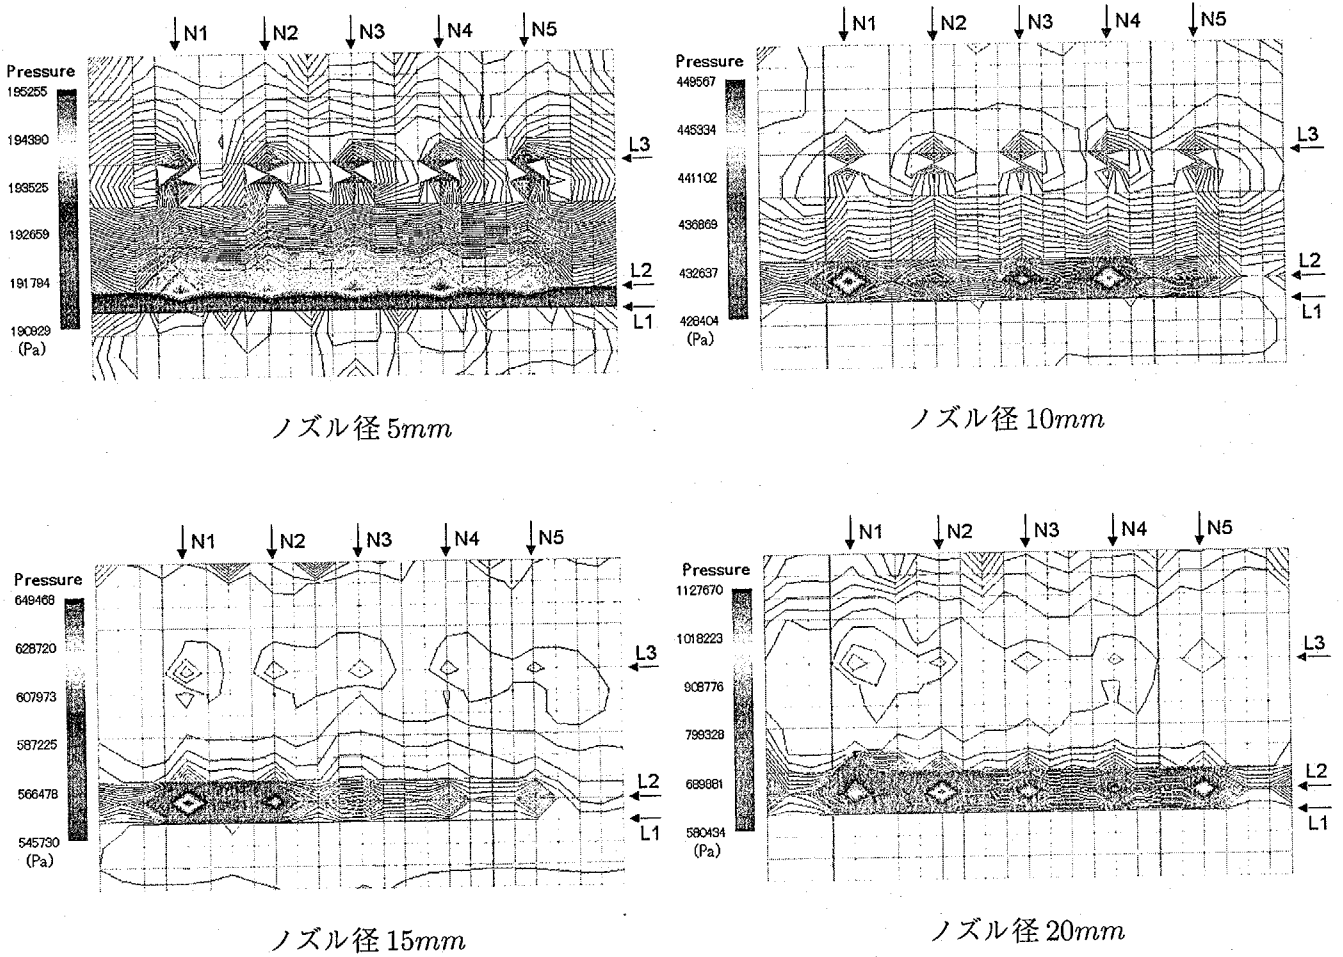 N1 N2 N3 N4 N5
Pressure
195255
194390
193525
192659
191794
190929
(Pa)
L3
L2
L1
ノズル径 5mm
N1 N2 N3 N4 N5
Pressure
449567
445334
441102
436869
432637
428404
(Pa)
L3
L2
L1
ノズル径 10mm
N1 N2 N3 N4 N5
Pressure
649468
628720
607973
587225
566478
545730
(Pa)
L3
L2
L1
ノズル径 15mm
N1 N2 N3 N4 N5
Pressure
1127670
1018223
908776
799328
689881
580434
(Pa)
L3
L2
L1
ノズル径 20mm